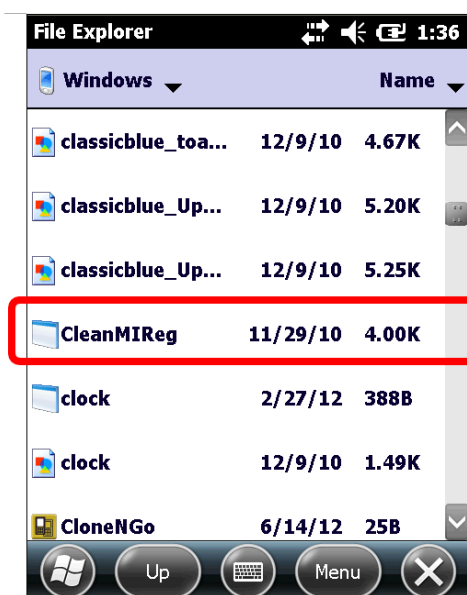 File Explorer 1:36
Windows Name
classicblue_toa... 12/9/10 4.67K
classicblue_Up... 12/9/10 5.20K
classicblue_Up... 12/9/10 5.25K
CleanMIReg 11/29/10 4.00K
clock 2/27/12 388B
clock 12/9/10 1.49K
CloneNGo 6/14/12 25B
Up Menu